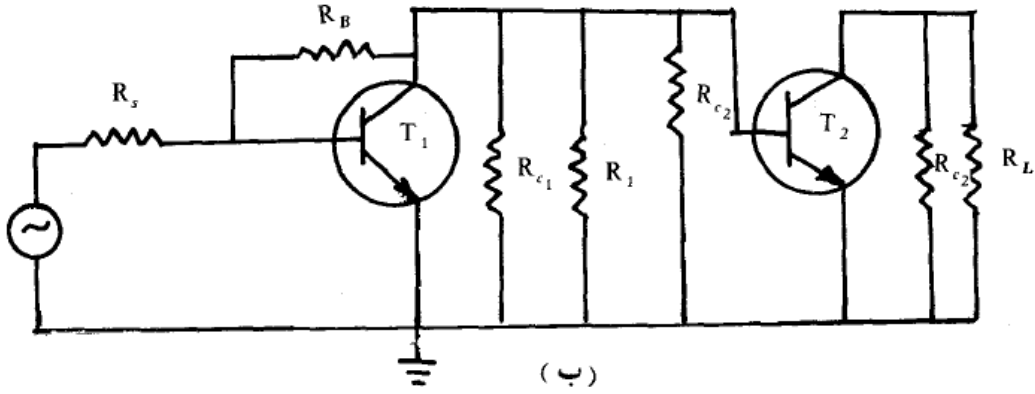 R_B
R_s
T_1
R_c1
R_1
R_c2
T_2
R_c2
R_L
(ب)